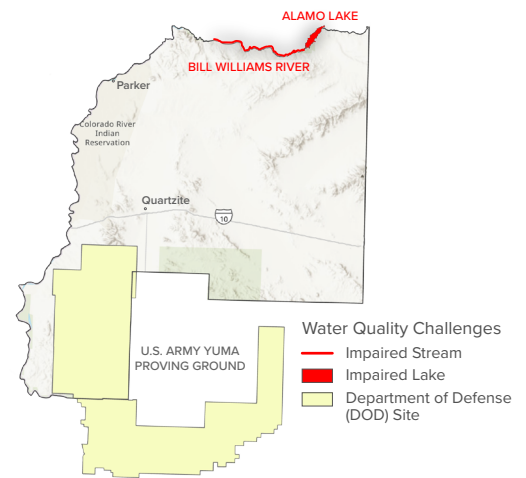 ALAMO LAKE
BILL WILLIAMS RIVER
Parker
Colorado River
Indian
Reservation
Quartzite
10
U.S. ARMY YUMA
PROVING GROUND
Water Quality Challenges
Impaired Stream
Impaired Lake
Department of Defense
(DOD) Site